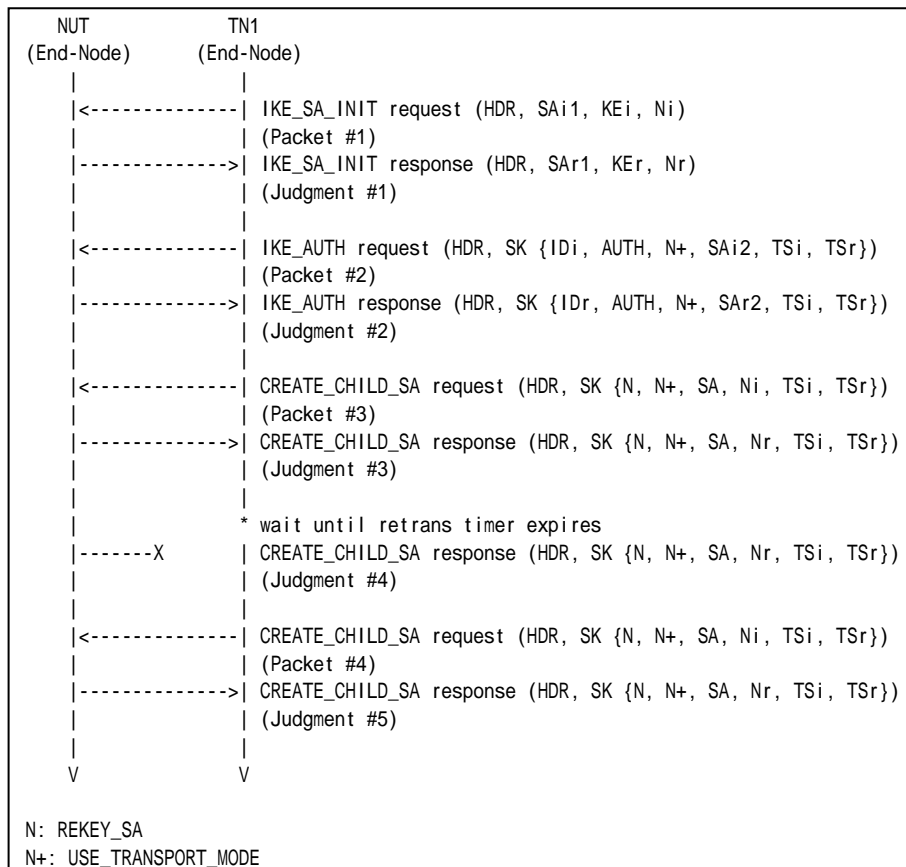 NUT TN1
(End-Node) (End-Node)
| |
|<--------------| IKE_SA_INIT request (HDR, SAi1, KEi, Ni)
| | (Packet #1)
|-------------->| IKE_SA_INIT response (HDR, SAr1, KEr, Nr)
| | (Judgment #1)
| |
|<--------------| IKE_AUTH request (HDR, SK {IDi, AUTH, N+, SAi2, TSi, TSr})
| | (Packet #2)
|-------------->| IKE_AUTH response (HDR, SK {IDr, AUTH, N+, SAr2, TSi, TSr})
| | (Judgment #2)
| |
|<--------------| CREATE_CHILD_SA request (HDR, SK {N, N+, SA, Ni, TSi, TSr})
| | (Packet #3)
|-------------->| CREATE_CHILD_SA response (HDR, SK {N, N+, SA, Nr, TSi, TSr})
| | (Judgment #3)
| |
| * wait until retrans timer expires
|-------X | CREATE_CHILD_SA response (HDR, SK {N, N+, SA, Nr, TSi, TSr})
| | (Judgment #4)
| |
|<--------------| CREATE_CHILD_SA request (HDR, SK {N, N+, SA, Ni, TSi, TSr})
| | (Packet #4)
|-------------->| CREATE_CHILD_SA response (HDR, SK {N, N+, SA, Nr, TSi, TSr})
| | (Judgment #5)
| |
V V
N: REKEY_SA
N+: USE_TRANSPORT_MODE